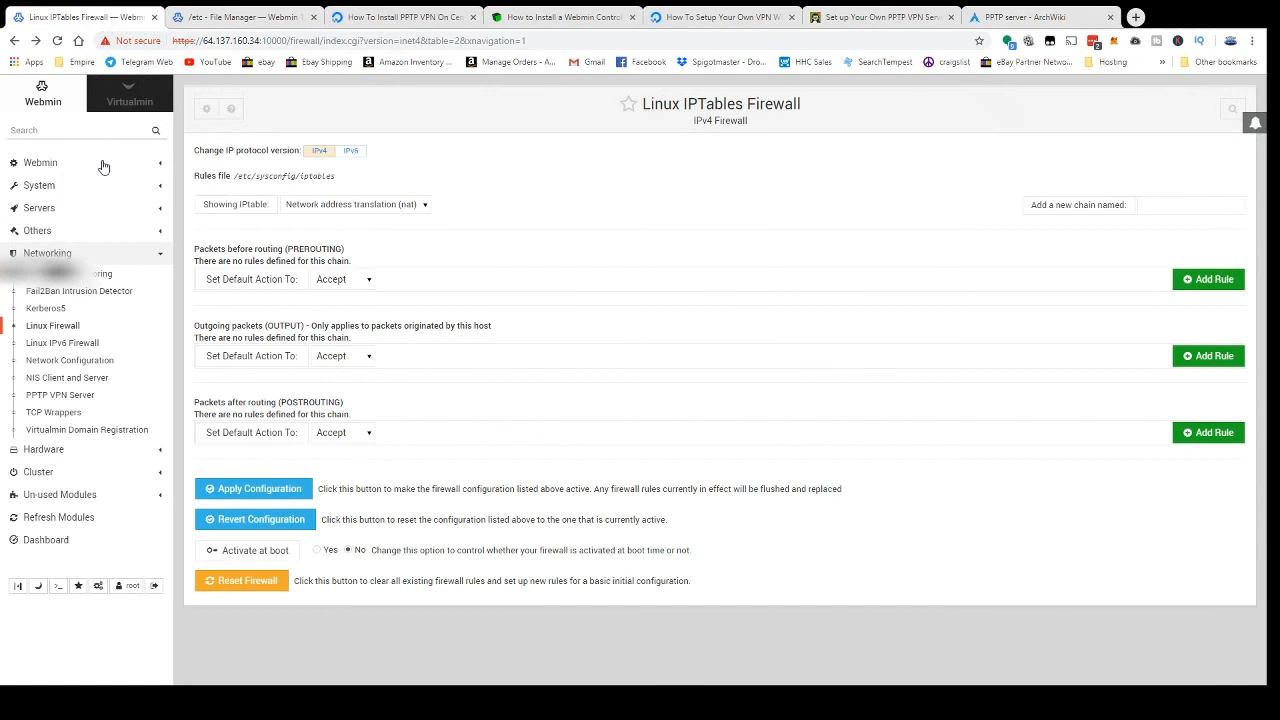 Linux IPTables Firewall — Webmi
/etc - File Manager — Webmin 1
How To Install PPTP VPN On Cen
How to Install a Webmin Control
How To Setup Your Own VPN W
Set up Your Own PPTP VPN Serv
PPTP server - ArchWiki
Not secure https://64.137.160.34:10000/firewall/index.cgi?version=inet4&table=2&xnavigation=1
Apps Empire Telegram Web YouTube ebay Ebay Shipping Amazon Inventory ... Manage Orders - A... Gmail Facebook Spigotmaster - Dro... HHC Sales SearchTempest craigslist eBay Partner Netw... Hosting » Other bookmarks
Webmin
Virtualmin
Search
Webmin
System
Servers
Others
Networking
oring
Fail2Ban Intrusion Detector
Kerberos5
Linux Firewall
Linux IPv6 Firewall
Network Configuration
NIS Client and Server
PPTP VPN Server
TCP Wrappers
Virtualmin Domain Registration
Hardware
Cluster
Un-used Modules
Refresh Modules
Dashboard
root
Linux IPTables Firewall
IPv4 Firewall
Change IP protocol version: IPv4 IPv6
Rules file /etc/sysconfig/iptables
Showing IPtable: Network address translation (nat)
Add a new chain named:
Packets before routing (PREROUTING)
There are no rules defined for this chain.
Set Default Action To: Accept Add Rule
Outgoing packets (OUTPUT) - Only applies to packets originated by this host
There are no rules defined for this chain.
Set Default Action To: Accept Add Rule
Packets after routing (POSTROUTING)
There are no rules defined for this chain.
Set Default Action To: Accept Add Rule
Apply Configuration Click this button to make the firewall configuration listed above active. Any firewall rules currently in effect will be flushed and replaced
Revert Configuration Click this button to reset the configuration listed above to the one that is currently active.
Activate at boot Yes No Change this option to control whether your firewall is activated at boot time or not.
Reset Firewall Click this button to clear all existing firewall rules and set up new rules for a basic initial configuration.